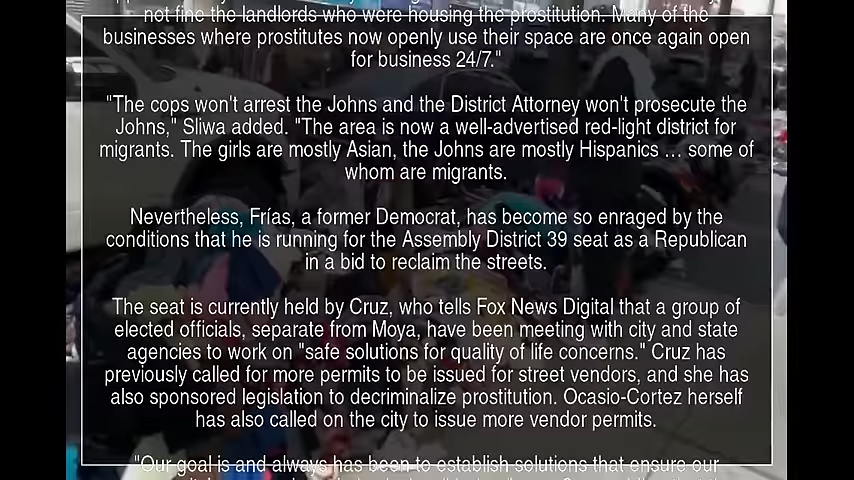 not fine the landlords who were housing the prostitution. Many of the
businesses where prostitutes now openly use their space are once again open
for business 24/7."
"The cops won't arrest the Johns and the District Attorney won't prosecute the
Johns," Sliwa added. "The area is now a well-advertised red-light district for
migrants. The girls are mostly Asian, the Johns are mostly Hispanics … some of
whom are migrants.
Nevertheless, Frías, a former Democrat, has become so enraged by the
conditions that he is running for the Assembly District 39 seat as a Republican
in a bid to reclaim the streets.
The seat is currently held by Cruz, who tells Fox News Digital that a group of
elected officials, separate from Moya, have been meeting with city and state
agencies to work on "safe solutions for quality of life concerns." Cruz has
previously called for more permits to be issued for street vendors, and she has
also sponsored legislation to decriminalize prostitution. Ocasio-Cortez herself
has also called on the city to issue more vendor permits.
"Our goal is and always has been to establish solutions that ensure our